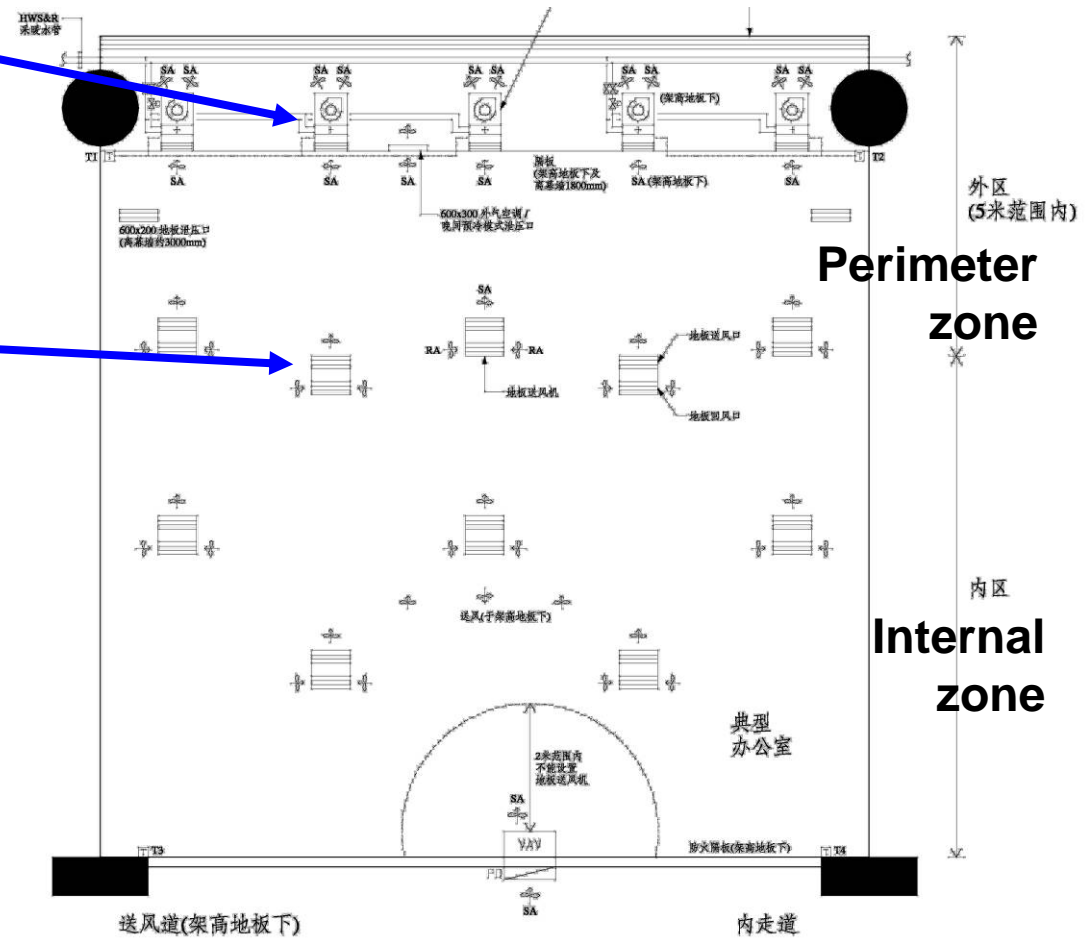 HWS&R
采暖水管
SA SA SA SA SA SA SA SA SA SA
(架高地板下)
T1 T2
SA SA SA SA (架高地板下) SA
隔板
(架高地板下及
离幕墙1800mm)
外区
(5米范围内)
600x200 地板泄压口
(离幕墙约3000mm)
600x300 外气空调/
晚间预冷模式泄压口
Perimeter
zone
SA
RA RA
地板送风口
地板送风机
地板回风口
送风(于架高地板下)
内区
Internal
zone
典型
办公室
2米范围内
不能设置
地板送风机
SA
VAV
T3 防火隔板(架高地板下) T4
SA
送风道(架高地板下) 内走道